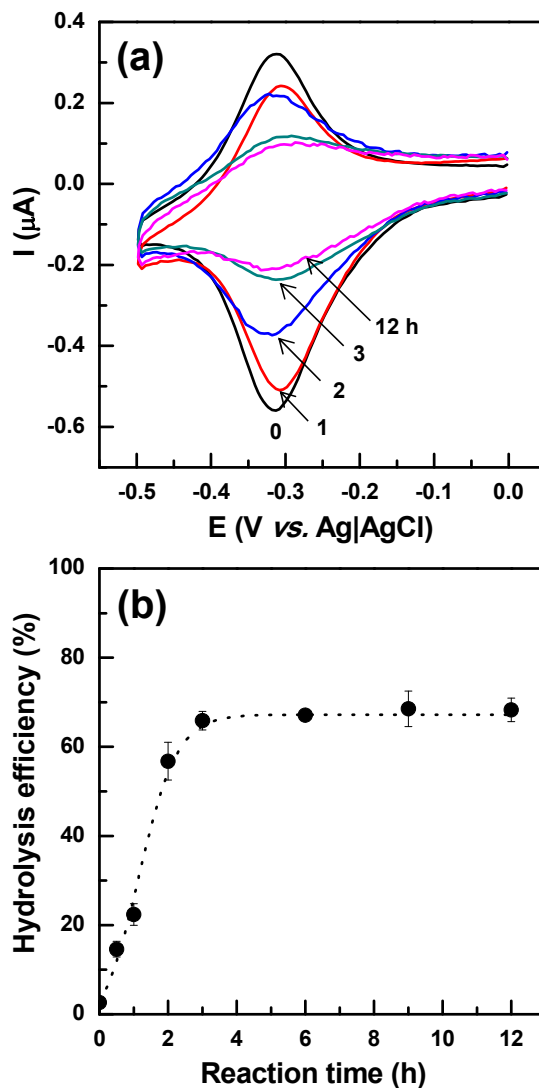 (a)
0.4
0.2
0.0
-0.2
-0.4
-0.6
I (μA)
12 h
3
2
1
0
-0.5 -0.4 -0.3 -0.2 -0.1 0.0
E (V vs. Ag|AgCl)
(b)
100
80
60
40
20
0
Hydrolysis efficiency (%)
0 2 4 6 8 10 12
Reaction time (h)